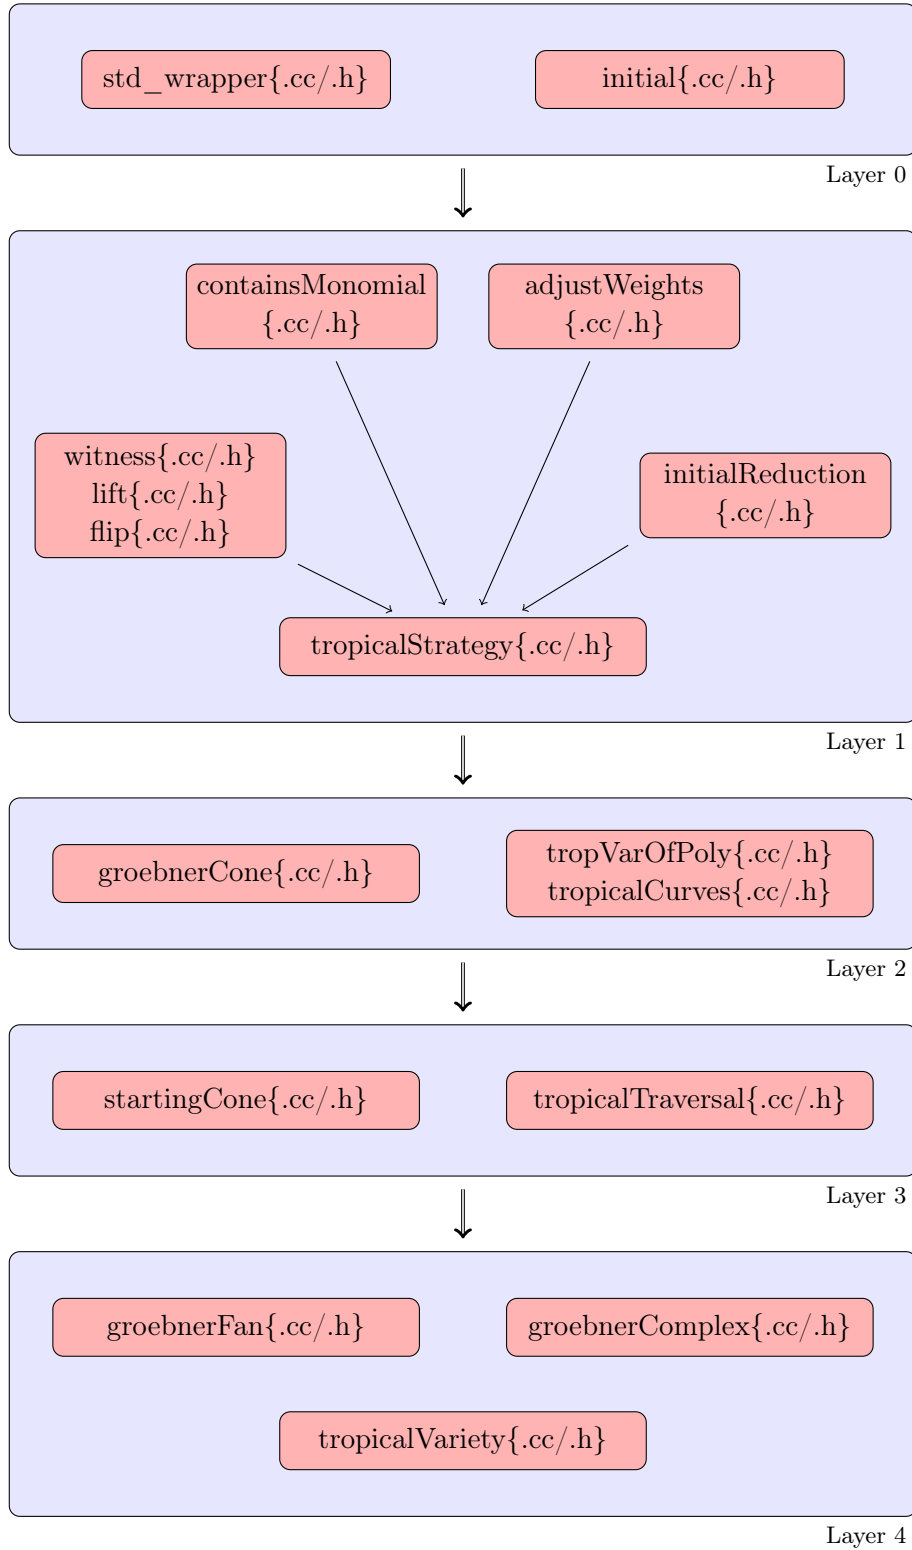 std_wrapper{.cc/.h}
initial{.cc/.h}
Layer 0
containsMonomial
{.cc/.h}
adjustWeights
{.cc/.h}
witness{.cc/.h}
lift{.cc/.h}
flip{.cc/.h}
initialReduction
{.cc/.h}
tropicalStrategy{.cc/.h}
Layer 1
groebnerCone{.cc/.h}
tropVarOfPoly{.cc/.h}
tropicalCurves{.cc/.h}
Layer 2
startingCone{.cc/.h}
tropicalTraversal{.cc/.h}
Layer 3
groebnerFan{.cc/.h}
groebnerComplex{.cc/.h}
tropicalVariety{.cc/.h}
Layer 4